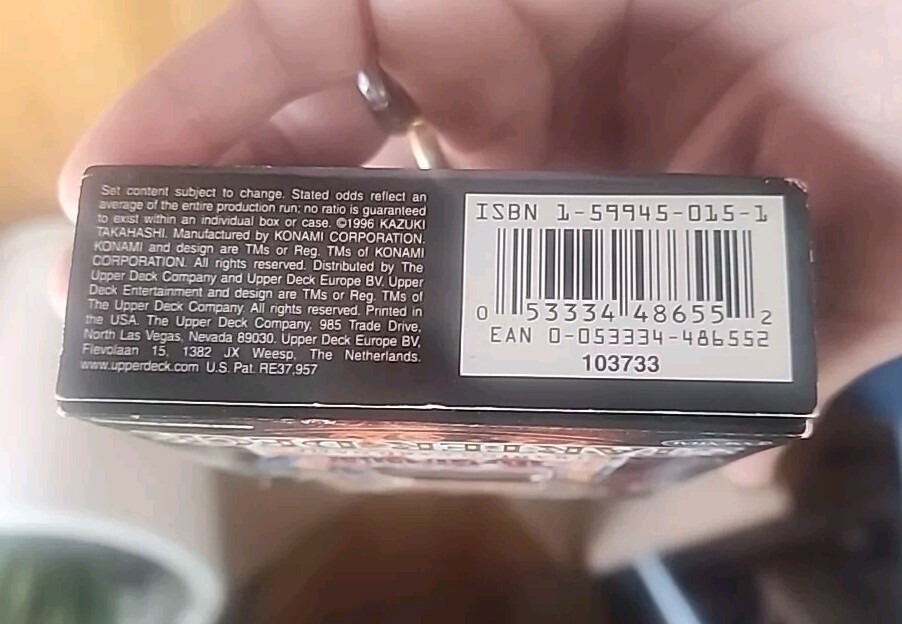 Set content subject to change. Stated odds reflect an
average of the entire production run; no ratio is guaranteed
to exist within an individual box or case. ©1996 KAZUKI
TAKAHASHI. Manufactured by KONAMI CORPORATION.
KONAMI and design are TMs or Reg. TMs of KONAMI
CORPORATION. All rights reserved. Distributed by The
Upper Deck Company and Upper Deck Europe BV. Upper
Deck Entertainment and design are TMs or Reg. TMs of
The Upper Deck Company. All rights reserved. Printed in
the USA. The Upper Deck Company, 985 Trade Drive,
North Las Vegas, Nevada 89030. Upper Deck Europe BV,
Flevolaan 15, 1382 JX Weesp, The Netherlands.
www.upperdeck.com U.S. Pat. RE37,957
ISBN 1-59945-015-1
0 53334 48655 2
EAN 0-053334-486552
103733